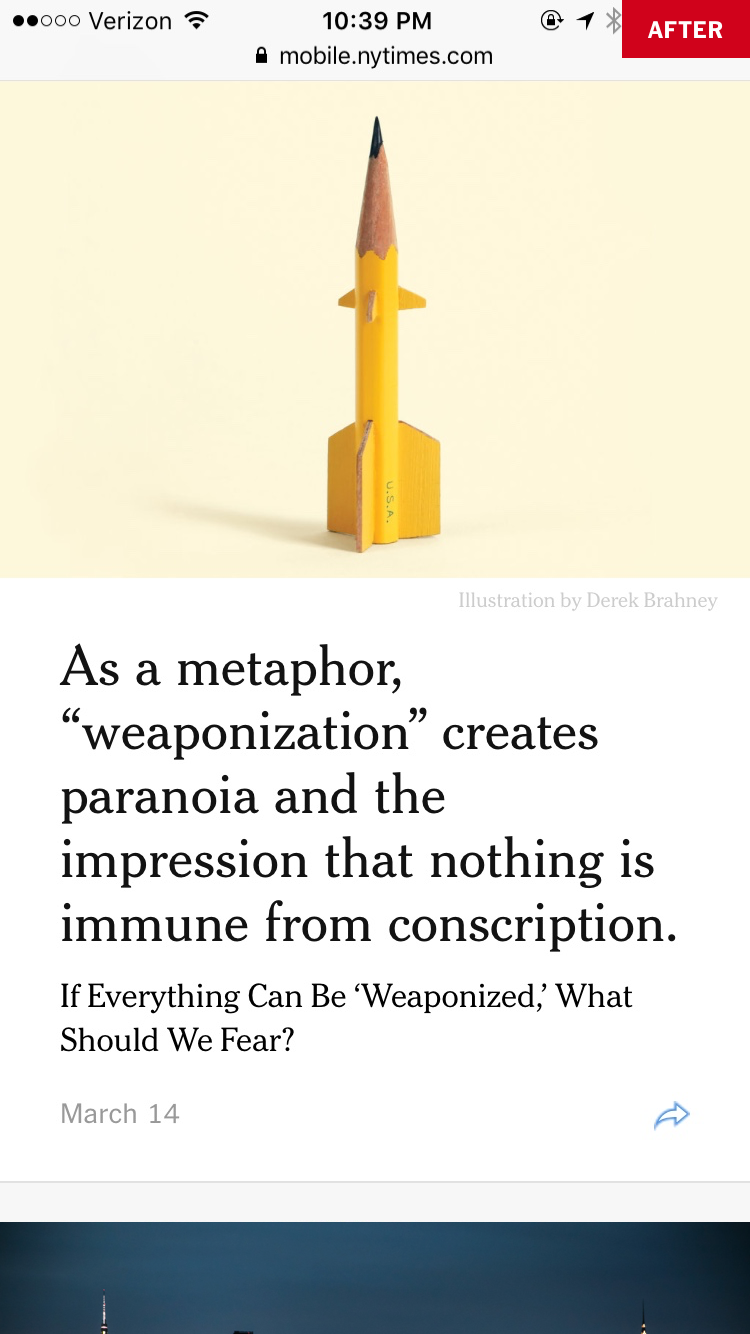 Verizon 10:39 PM
AFTER
mobile.nytimes.com
U.S.A.
Illustration by Derek Brahney
As a metaphor,
“weaponization” creates
paranoia and the
impression that nothing is
immune from conscription.
If Everything Can Be ‘Weaponized,’ What
Should We Fear?
March 14